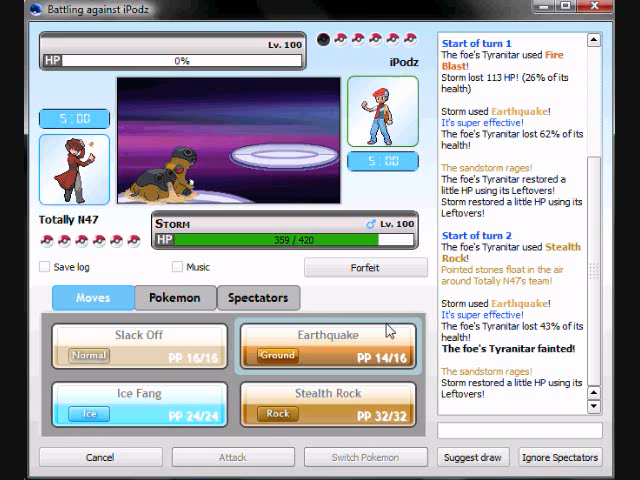 Battling against iPodz
Lv. 100
HP 0%
iPodz
5:00
5:00
Totally N47
STORM ♂ Lv. 100
HP 359 / 420
Save log
Music
Forfeit
Moves
Pokemon
Spectators
Slack Off
Normal PP 16/16
Earthquake
Ground PP 14/16
Ice Fang
Ice PP 24/24
Stealth Rock
Rock PP 32/32
Cancel
Attack
Switch Pokemon
Start of turn 1
The foe's Tyranitar used Fire
Blast!
Storm lost 113 HP! (26% of its
health)
Storm used Earthquake!
It's super effective!
The foe's Tyranitar lost 62% of its
health!
The sandstorm rages!
The foe's Tyranitar restored a
little HP using its Leftovers!
Storm restored a little HP using its
Leftovers!
Start of turn 2
The foe's Tyranitar used Stealth
Rock!
Pointed stones float in the air
around Totally N47's team!
Storm used Earthquake!
It's super effective!
The foe's Tyranitar lost 43% of its
health!
The foe's Tyranitar fainted!
The sandstorm rages!
Storm restored a little HP using its
Leftovers!
Suggest draw
Ignore Spectators